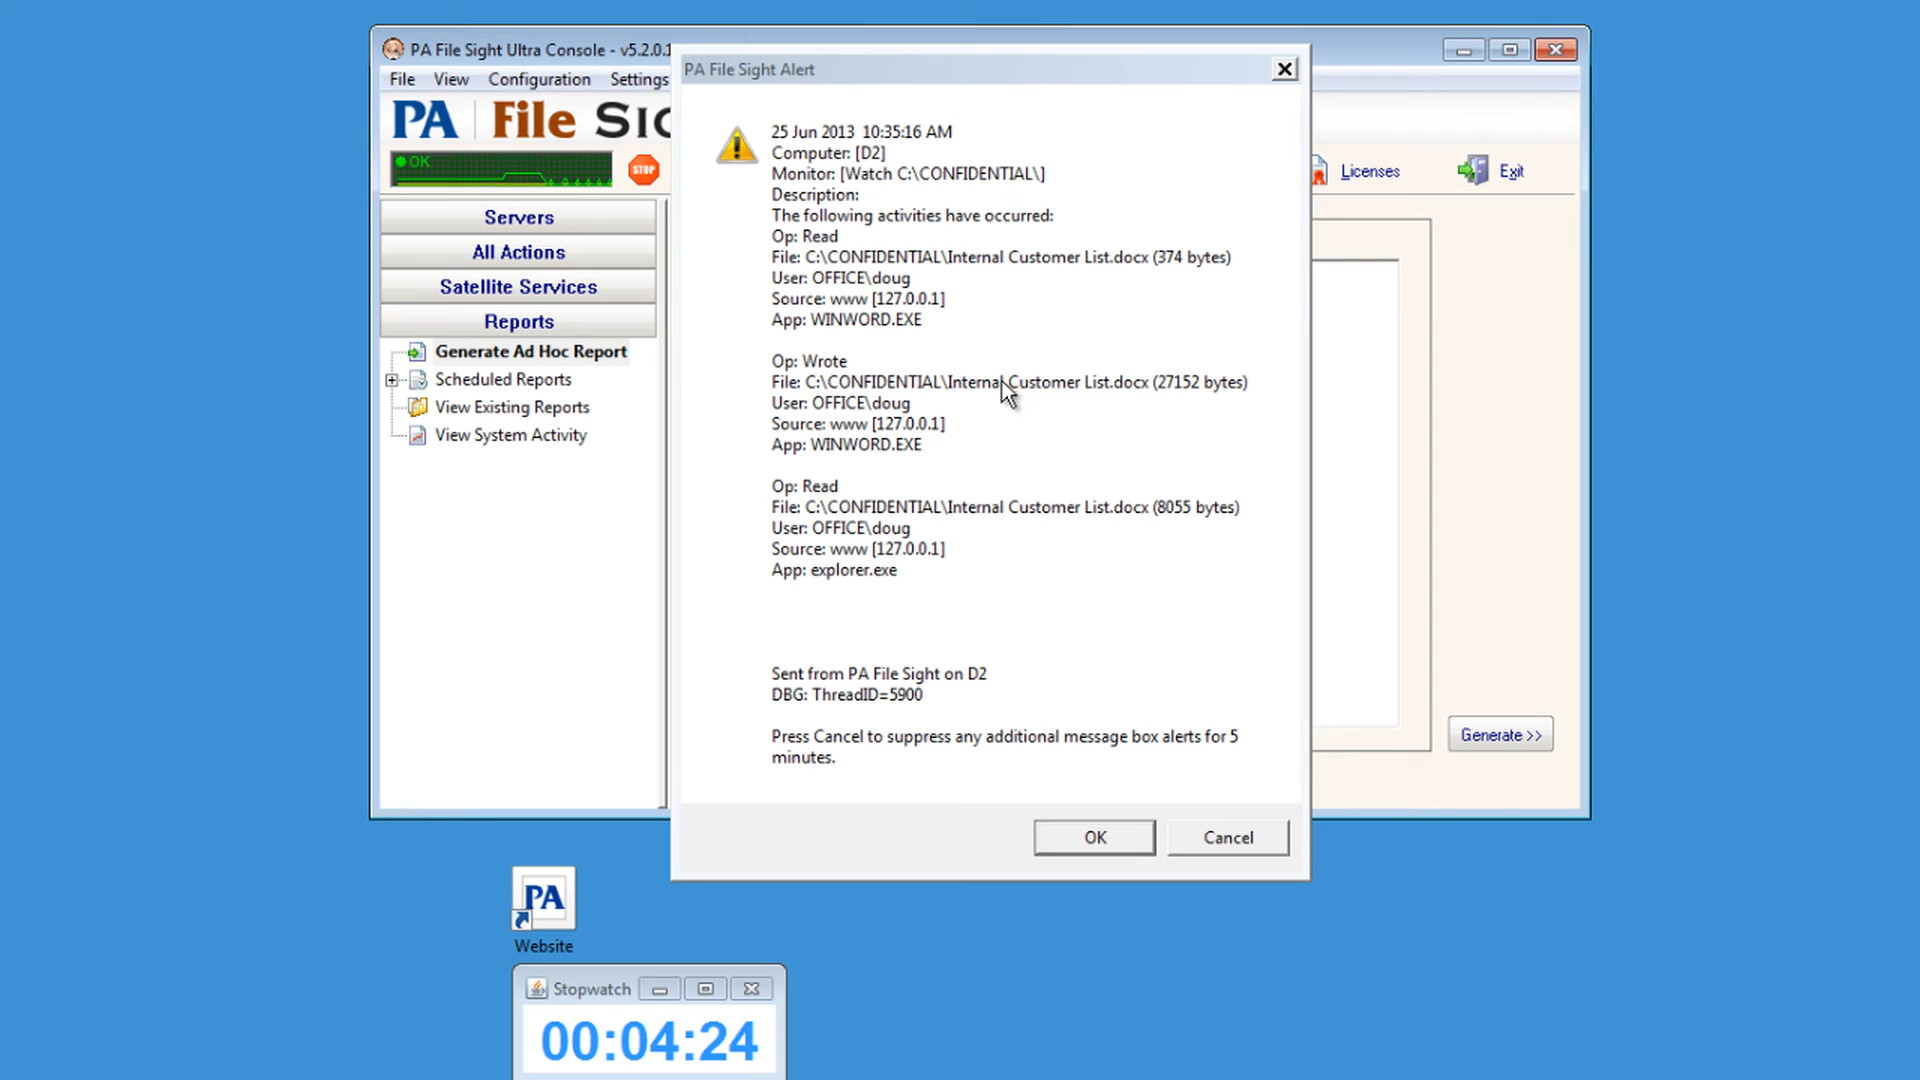 PA File Sight Ultra Console - v5.2.0.1
File View Configuration Settings
PA File SIG
OK
STOP
Licenses
Exit
Servers
All Actions
Satellite Services
Reports
Generate Ad Hoc Report
Scheduled Reports
View Existing Reports
View System Activity
Generate >>
PA File Sight Alert
25 Jun 2013 10:35:16 AM
Computer: [D2]
Monitor: [Watch C:\CONFIDENTIAL\]
Description:
The following activities have occurred:
Op: Read
File: C:\CONFIDENTIAL\Internal Customer List.docx (374 bytes)
User: OFFICE\doug
Source: www [127.0.0.1]
App: WINWORD.EXE
Op: Wrote
File: C:\CONFIDENTIAL\Internal Customer List.docx (27152 bytes)
User: OFFICE\doug
Source: www [127.0.0.1]
App: WINWORD.EXE
Op: Read
File: C:\CONFIDENTIAL\Internal Customer List.docx (8055 bytes)
User: OFFICE\doug
Source: www [127.0.0.1]
App: explorer.exe
Sent from PA File Sight on D2
DBG: ThreadID=5900
Press Cancel to suppress any additional message box alerts for 5
minutes.
OK
Cancel
PA
Website
Stopwatch
00:04:24